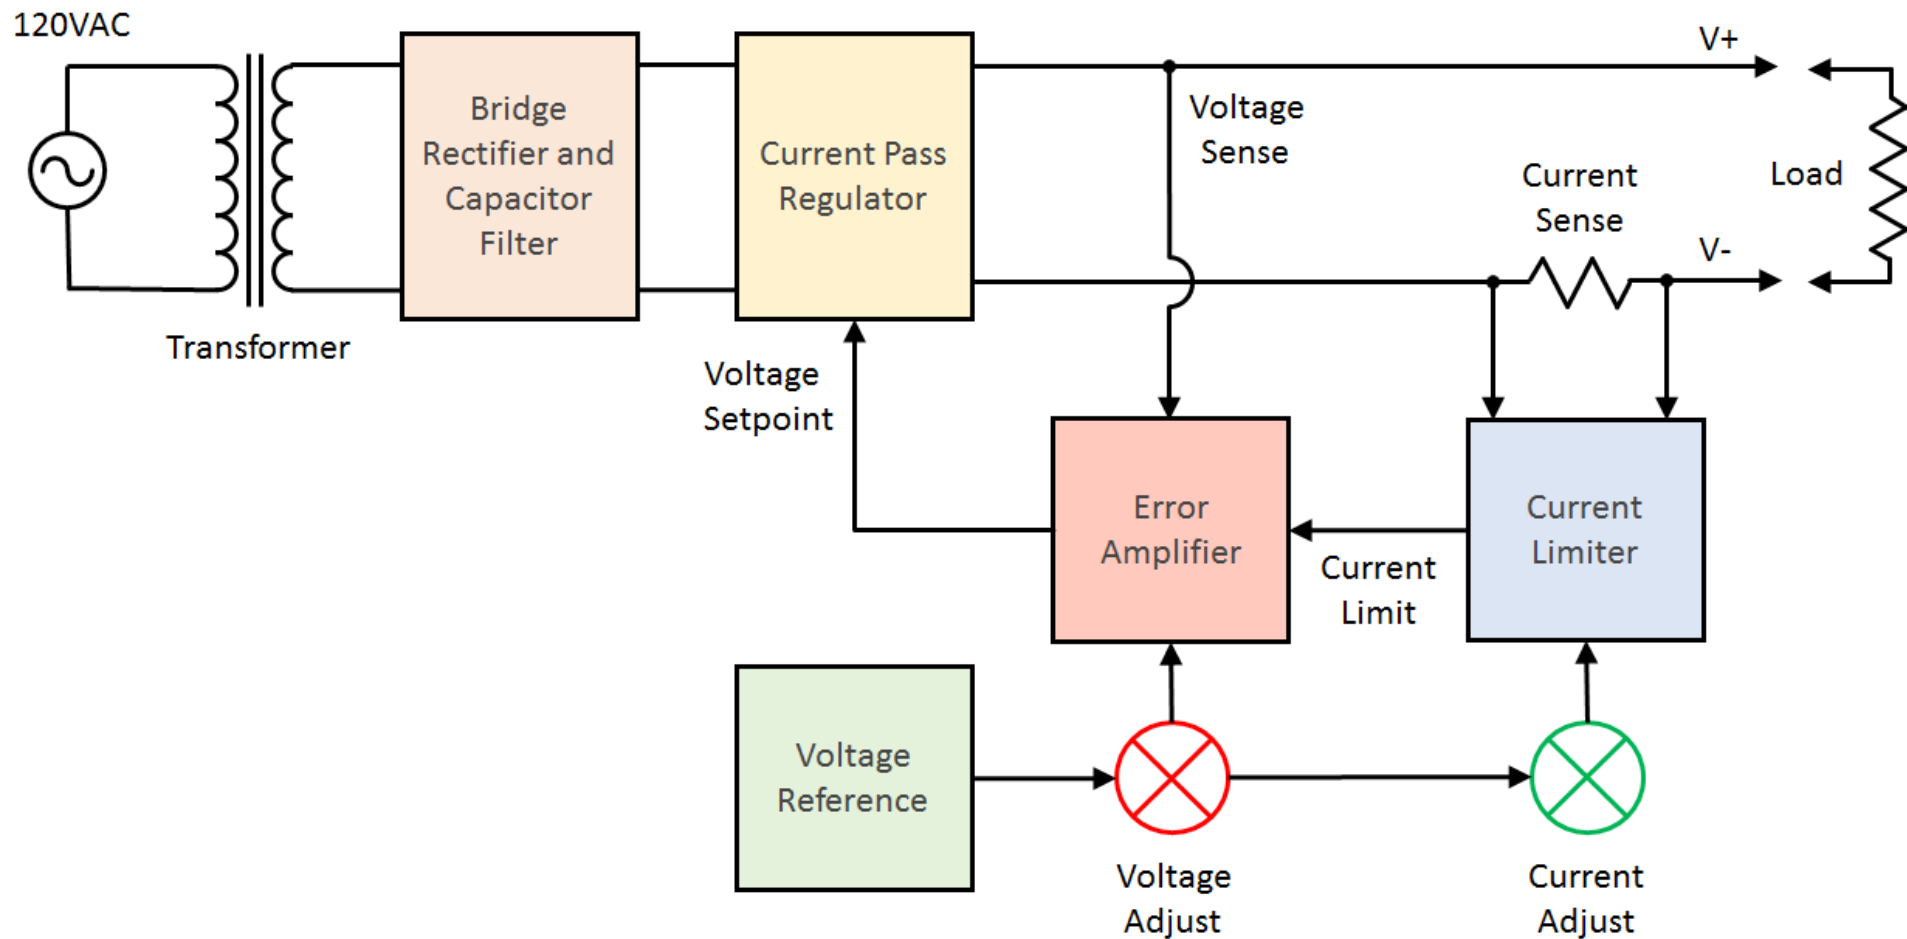 120VAC
Transformer
Bridge
Rectifier and
Capacitor
Filter
Current Pass
Regulator
Voltage
Sense
Current
Sense
V+
V-
Load
Voltage
Setpoint
Error
Amplifier
Current
Limit
Current
Limiter
Voltage
Reference
Voltage
Adjust
Current
Adjust